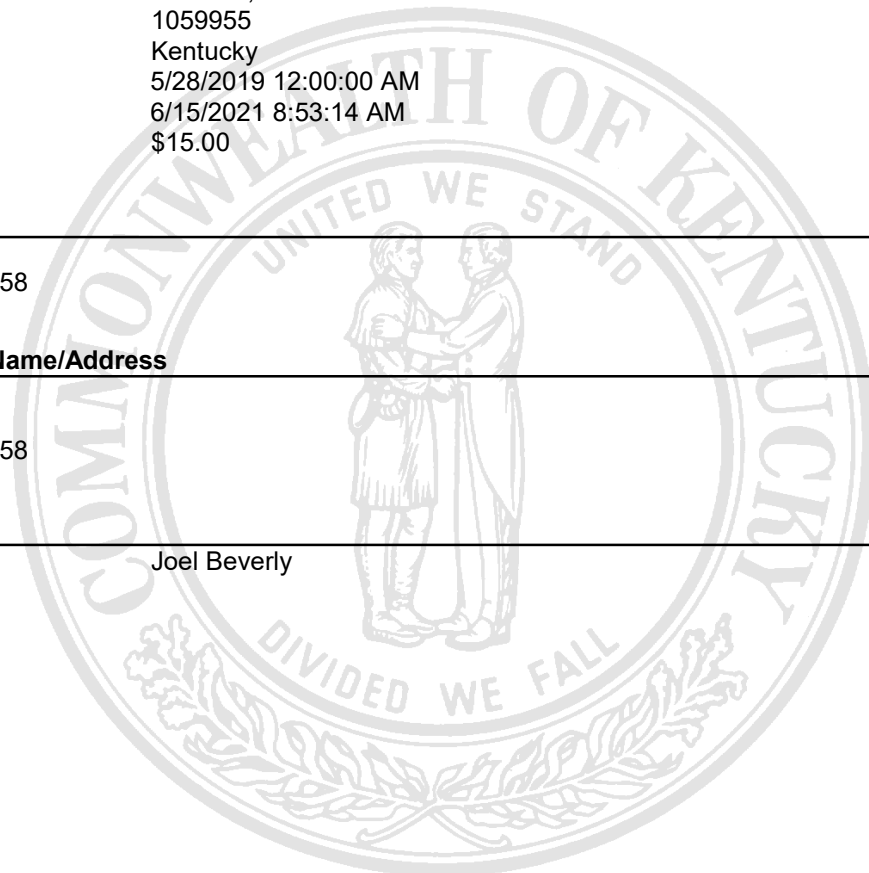 1059955
Kentucky
5/28/2019 12:00:00 AM
6/15/2021 8:53:14 AM
$15.00
58
Name/Address
58
Joel Beverly
COMMONWEALTH OF KENTUCKY
UNITED WE STAND
DIVIDED WE FALL